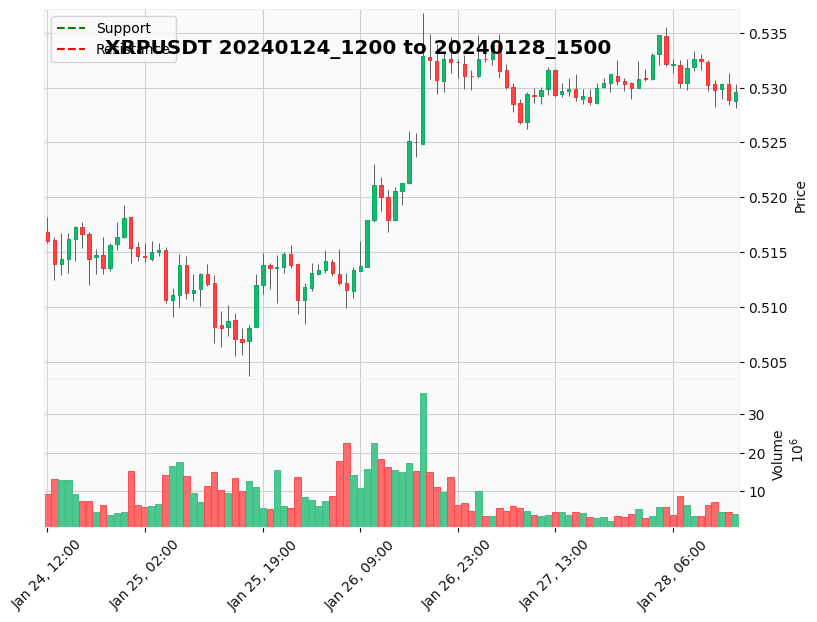 XRPUSDT 20240124_1200 to 20240128_1500
Support
Resistance
0.535
0.530
0.525
0.520
0.515
0.510
0.505
Price
30
20
10
Volume
10^6
Jan 24, 12:00
Jan 25, 02:00
Jan 25, 19:00
Jan 26, 09:00
Jan 26, 23:00
Jan 27, 13:00
Jan 28, 06:00